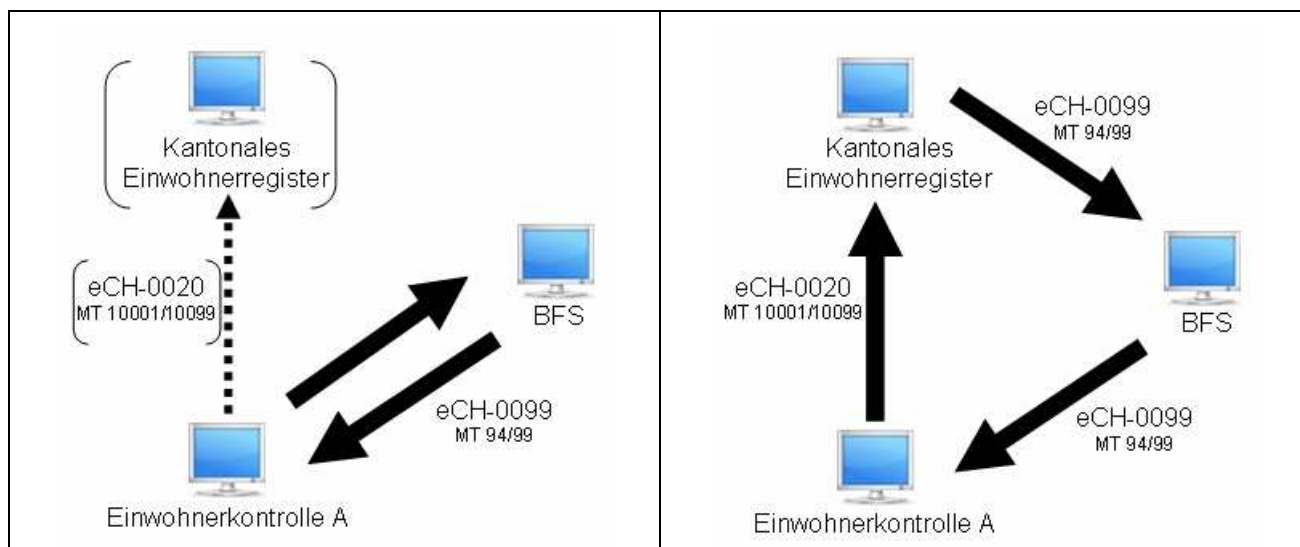 Kantonales
Einwohnerregister
eCH-0020
MT 10001/10099
BFS
eCH-0099
MT 94/99
Einwohnerkontrolle A
eCH-0099
MT 94/99
Kantonales
Einwohnerregister
eCH-0020
MT 10001/10099
BFS
eCH-0099
MT 94/99
Einwohnerkontrolle A